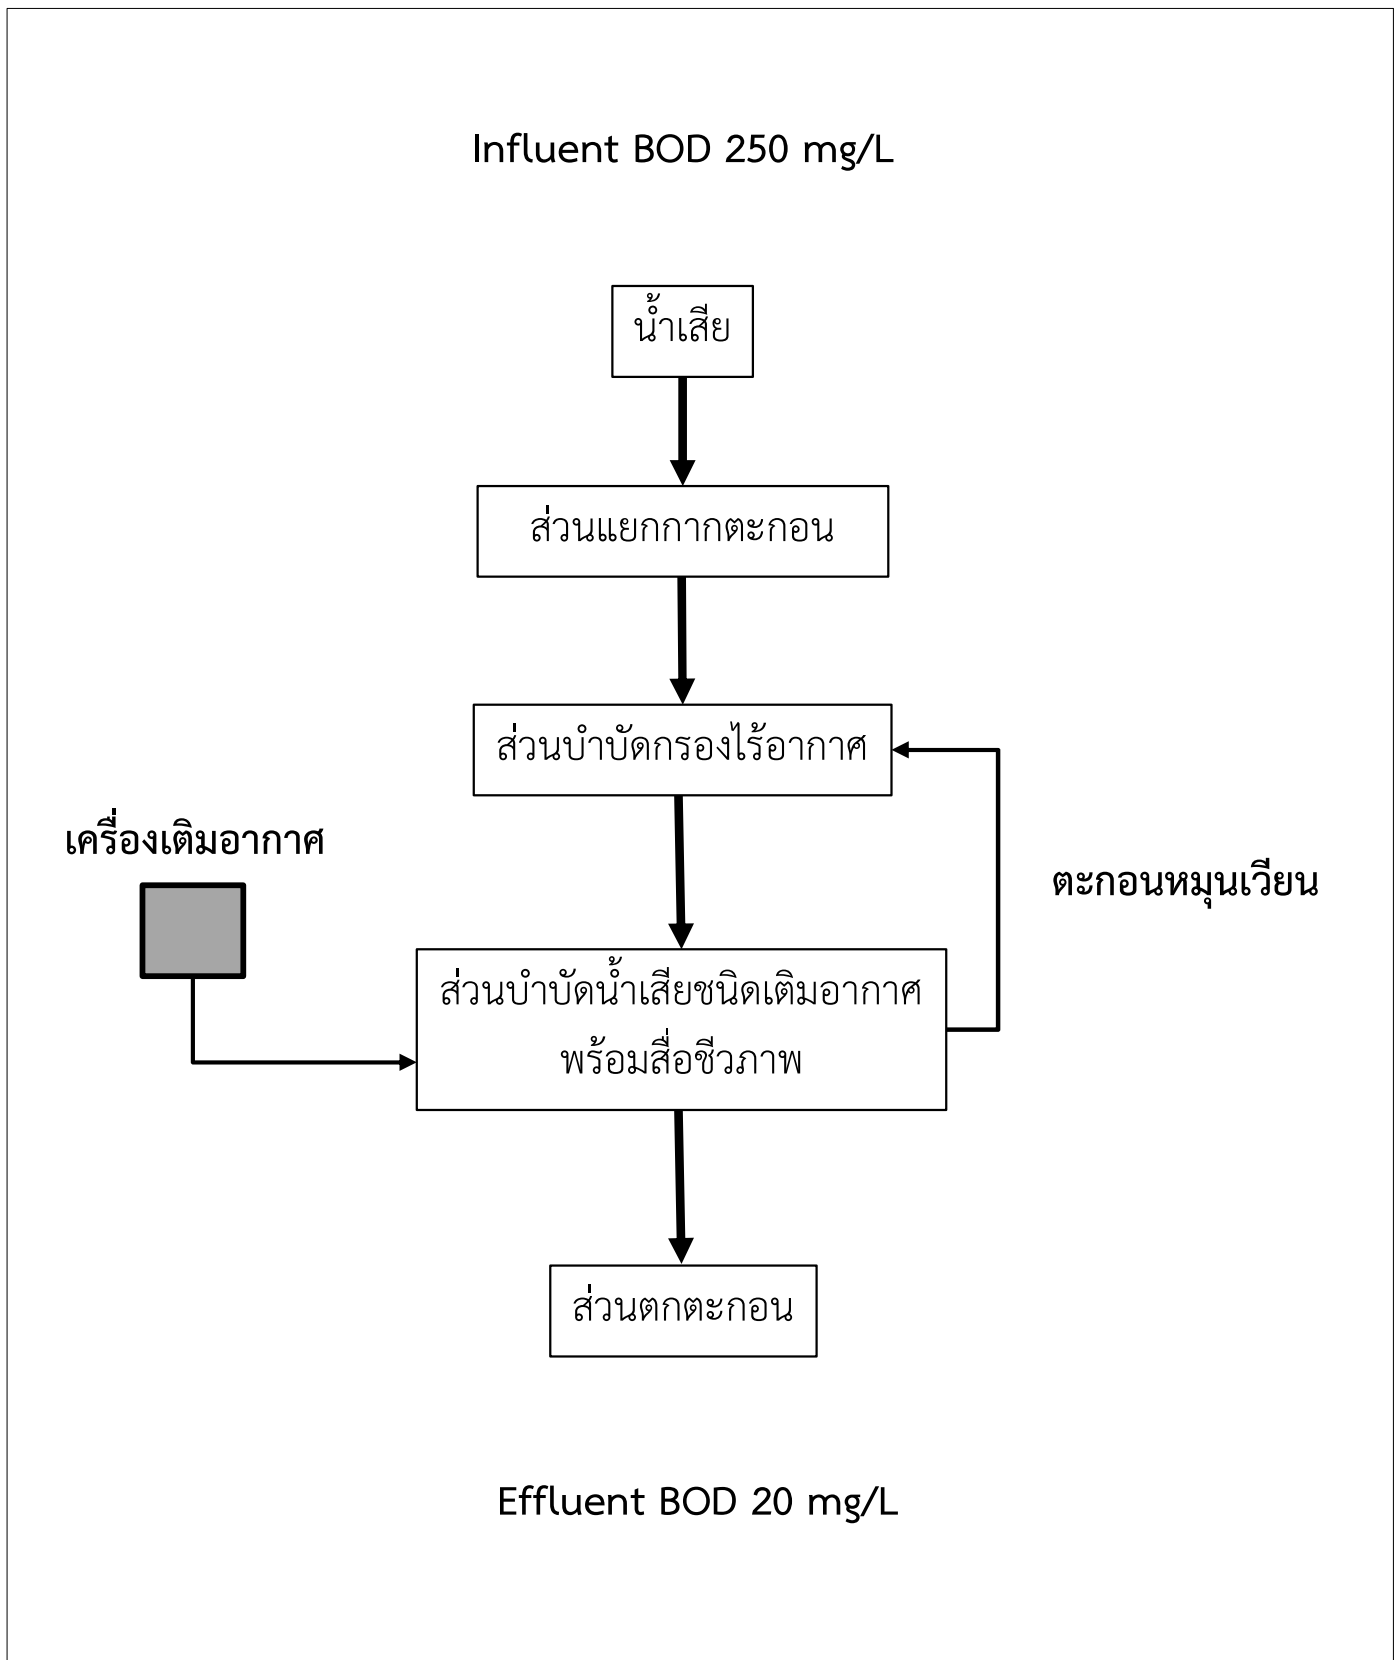 Influent BOD 250 mg/L
น้ำเสีย
ส่วนแยกกากตะกอน
ส่วนบำบัดกรองไร้อากาศ
เครื่องเติมอากาศ
ตะกอนหมุนเวียน
ส่วนบำบัดน้ำเสียชนิดเติมอากาศ
พร้อมสื่อชีวภาพ
ส่วนตกตะกอน
Effluent BOD 20 mg/L